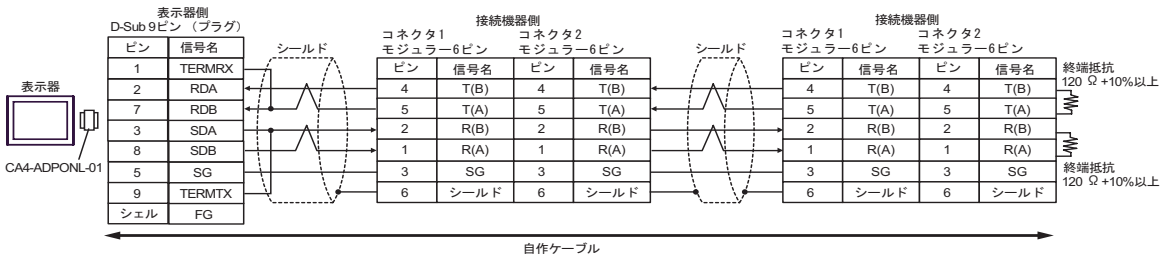 表示器側
D-Sub 9ピン （プラグ）
接続機器側
コネクタ1 コネクタ2
モジュラー6ピン モジュラー6ピン
接続機器側
コネクタ1 コネクタ2
モジュラー6ピン モジュラー6ピン
表示器
CA4-ADPONL-01
シールド
シールド
ピン 信号名
1 TERMRX
2 RDA
7 RDB
3 SDA
8 SDB
5 SG
9 TERMTX
シェル FG
ピン 信号名 ピン 信号名
4 T(B) 4 T(B)
5 T(A) 5 T(A)
2 R(B) 2 R(B)
1 R(A) 1 R(A)
3 SG 3 SG
6 シールド 6 シールド
ピン 信号名 ピン 信号名
4 T(B) 4 T(B)
5 T(A) 5 T(A)
2 R(B) 2 R(B)
1 R(A) 1 R(A)
3 SG 3 SG
6 シールド 6 シールド
終端抵抗
120 Ω +10%以上
終端抵抗
120 Ω +10%以上
自作ケーブル